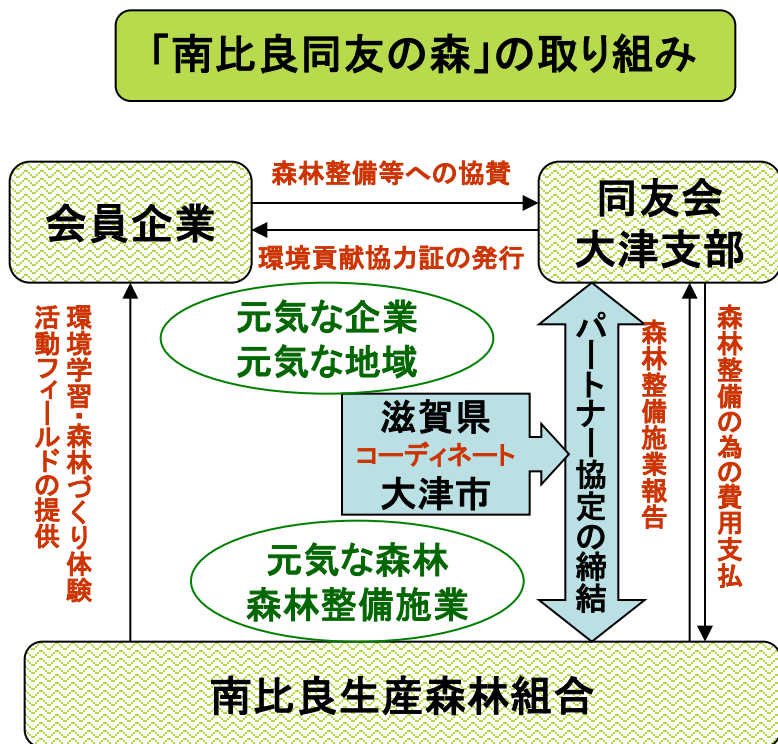 「南比良同友の森」の取り組み
森林整備等への協賛
会員企業
同友会
大津支部
環境貢献協力証の発行
元気な企業
元気な地域
環境学習・森林づくり体験
活動フィールドの提供
滋賀県
コーディネート
大津市
パートナー協定の締結
森林整備施業報告
森林整備の為の費用支払
元気な森林
森林整備施業
南比良生産森林組合